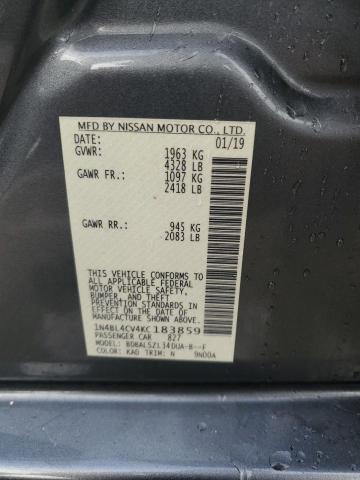 MFD BY NISSAN MOTOR CO., LTD.
DATE: 01/19
GVWR: 1963 KG
4328 LB
GAWR FR: 1097 KG
2418 LB
GAWR RR: 945 KG
2083 LB
THIS VEHICLE CONFORMS TO
ALL APPLICABLE FEDERAL
MOTOR VEHICLE SAFETY,
BUMPER, AND THEFT
PREVENTION STANDARDS IN
EFFECT ON THE DATE OF
MANUFACTURE SHOWN ABOVE.
1N4BL4CV4KC183859
PASSENGER CAR 827
MODEL: BDBALSZL34DUA-B--F
COLOR: KAD TRIM: N 9N00A